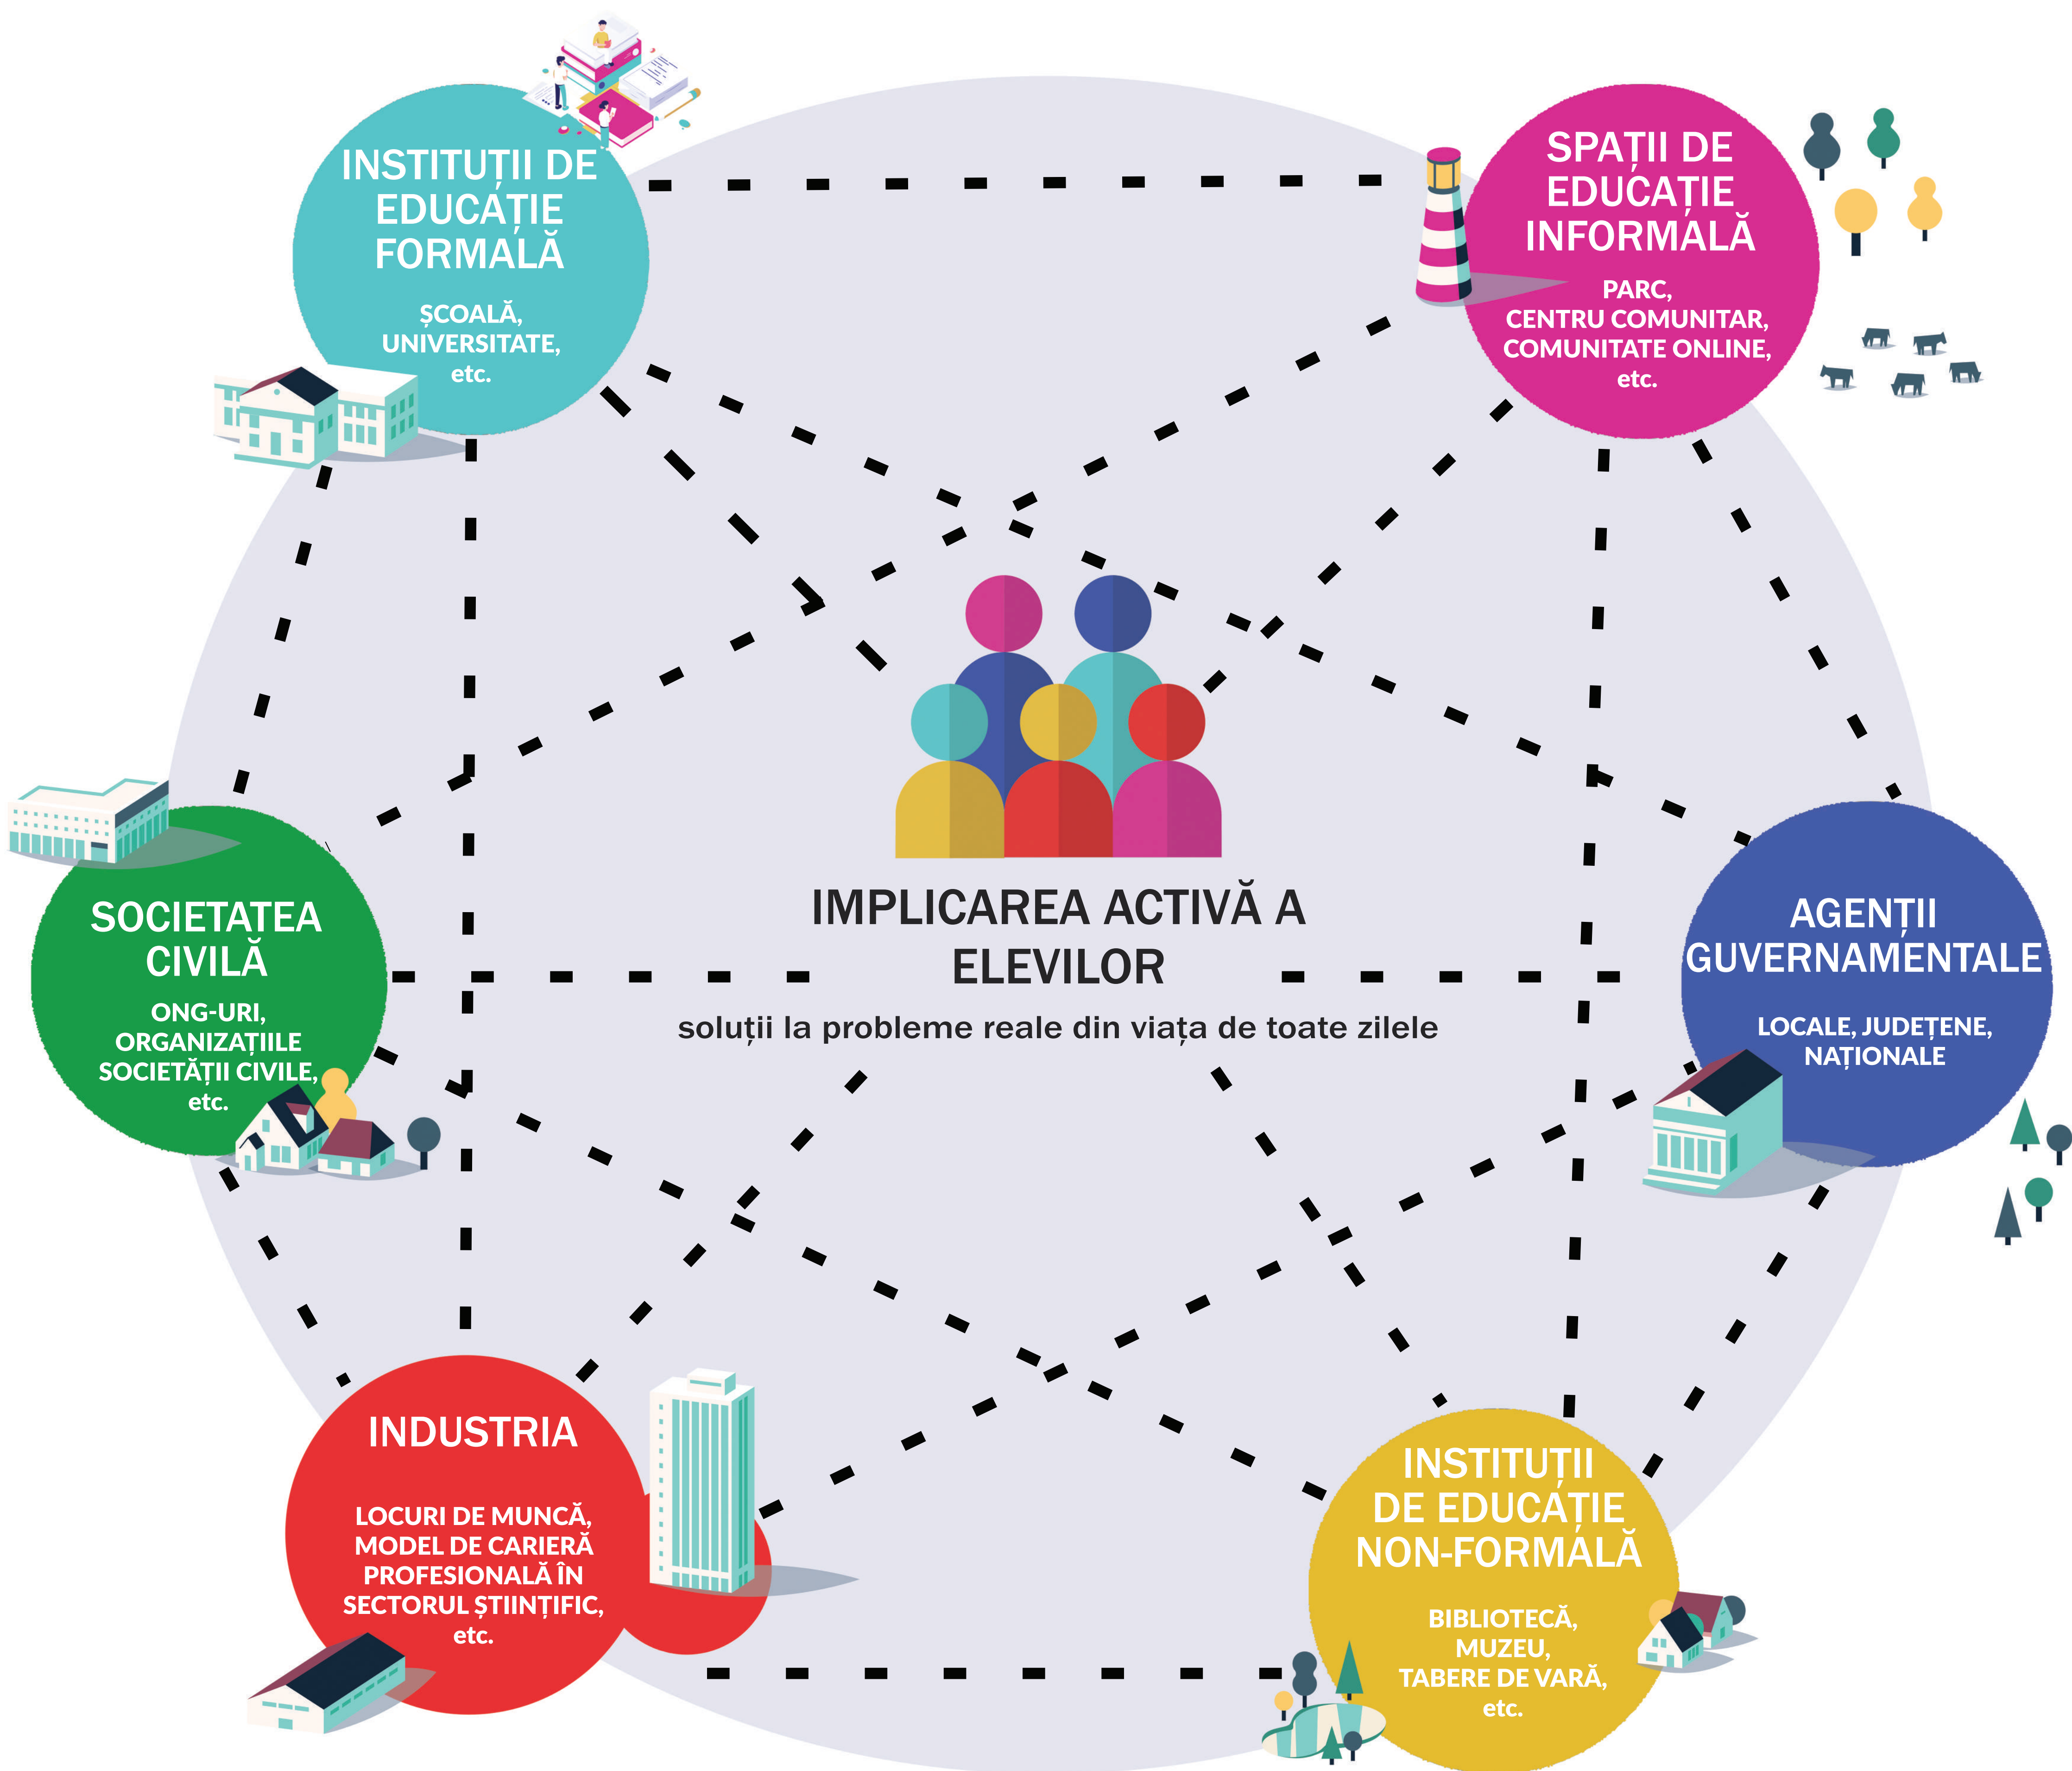 INSTITUȚII DE
EDUCAȚIE
FORMALĂ
ȘCOALĂ,
UNIVERSITATE,
etc.
SPAȚII DE
EDUCAȚIE
INFORMALĂ
PARC,
CENTRU COMUNITAR,
COMUNITATE ONLINE,
etc.
SOCIETATEA
CIVILĂ
ONG-URI,
ORGANIZAȚIILE
SOCIETĂȚII CIVILE,
etc.
IMPLICAREA ACTIVĂ A
ELEVILOR
soluții la probleme reale din viața de toate zilele
AGENȚII
GUVERNAMENTALE
LOCALE, JUDEȚENE,
NAȚIONALE
INDUSTRIA
LOCURI DE MUNCĂ,
MODEL DE CARIERĂ
PROFESIONALĂ ÎN
SECTORUL ȘTIINȚIFIC,
etc.
INSTITUȚII
DE EDUCAȚIE
NON-FORMALĂ
BIBLIOTECĂ,
MUZEU,
TABERE DE VARĂ,
etc.